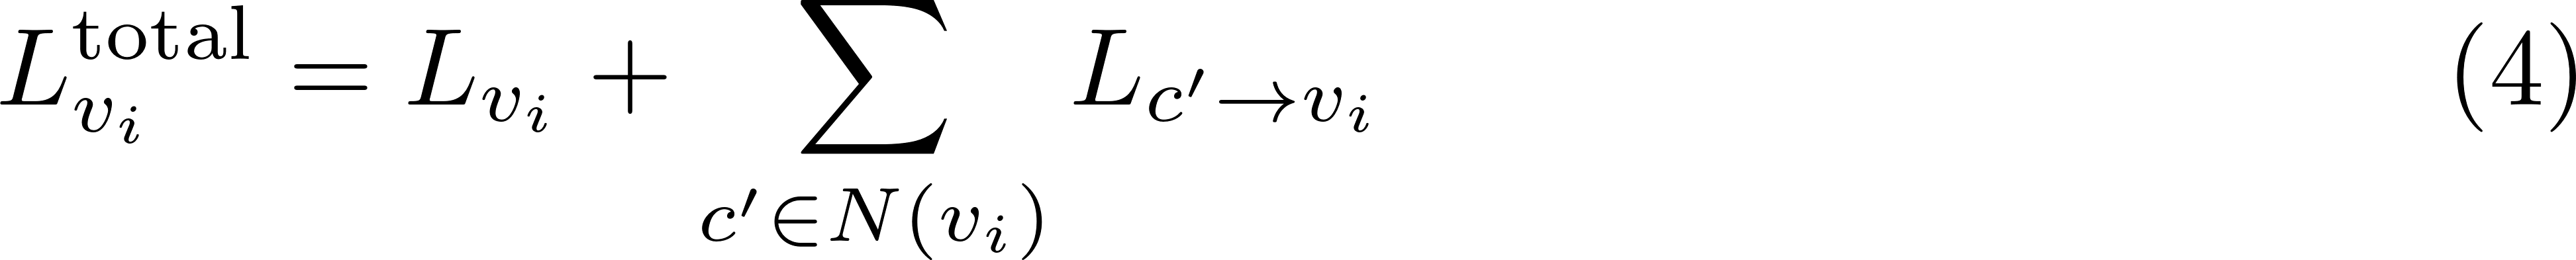 $L_{v_i}^{\text{total}} = L_{v_i} + \sum_{c' \in N(v_i)} L_{c' \to v_i}$ (4)